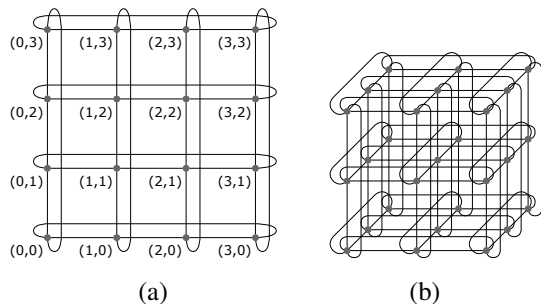 (0,3) (1,3) (2,3) (3,3)
(0,2) (1,2) (2,2) (3,2)
(0,1) (1,1) (2,1) (3,1)
(0,0) (1,0) (2,0) (3,0)
(a) (b)